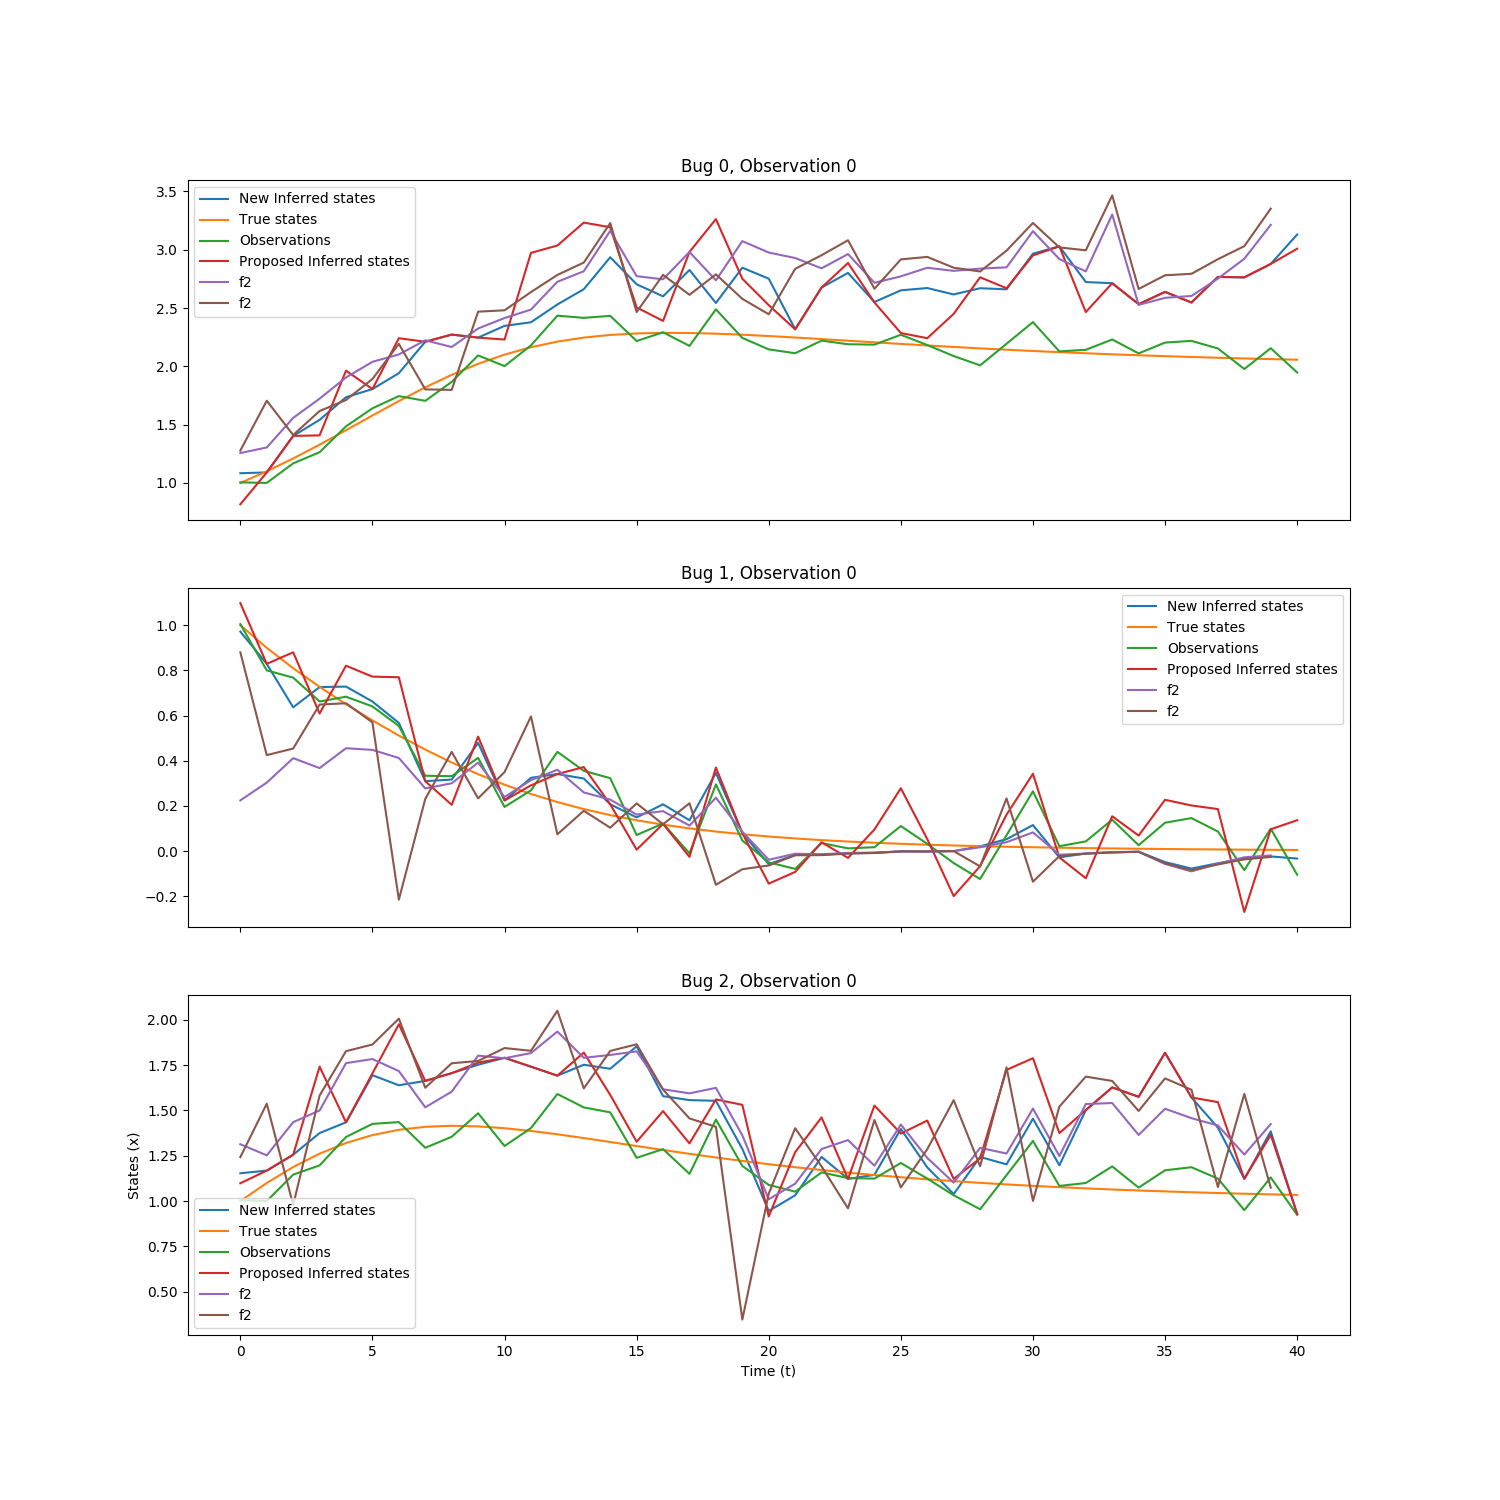 Bug 0, Observation 0
3.5
3.0
2.5
2.0
1.5
1.0
New Inferred states
True states
Observations
Proposed Inferred states
f2
f2
Bug 1, Observation 0
1.0
0.8
0.6
0.4
0.2
0.0
−0.2
New Inferred states
True states
Observations
Proposed Inferred states
f2
f2
Bug 2, Observation 0
States (x)
2.00
1.75
1.50
1.25
1.00
0.75
0.50
New Inferred states
True states
Observations
Proposed Inferred states
f2
f2
0 5 10 15 20 25 30 35 40
Time (t)